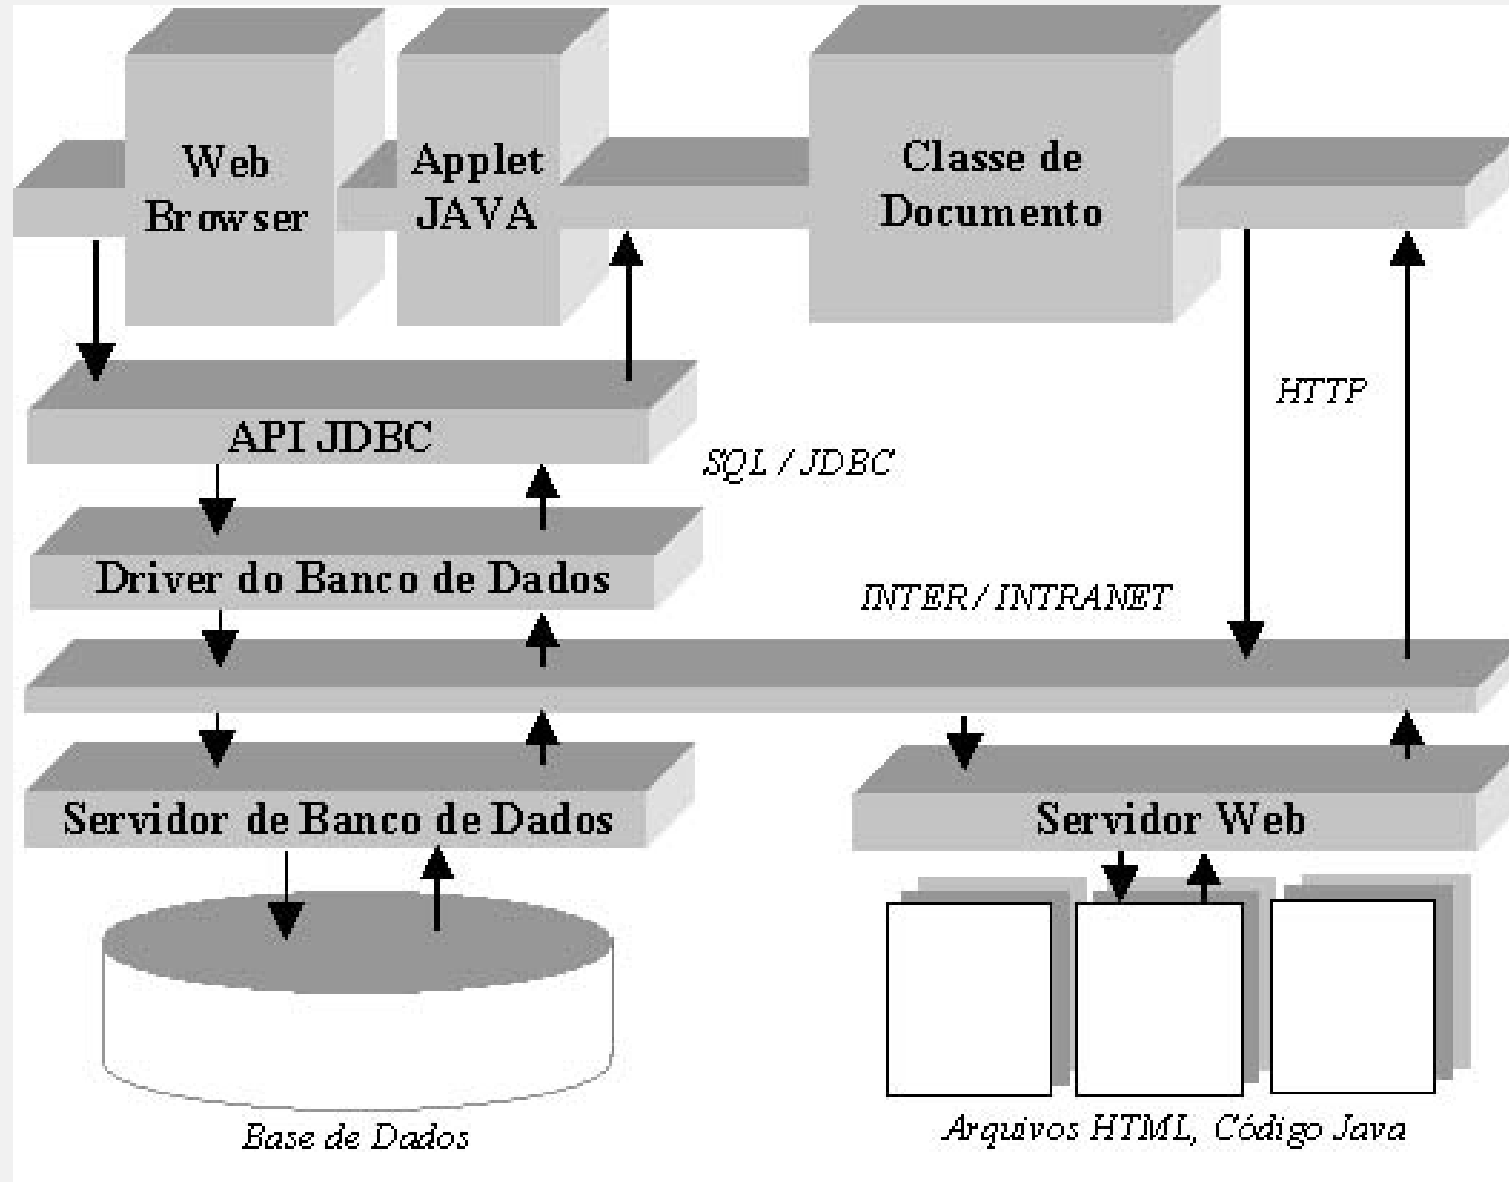 Web
Browser
Applet
JAVA
Classe de
Documento
HTTP
API JDBC
SQL / JDBC
Driver do Banco de Dados
INTER / INTRANET
Servidor de Banco de Dados
Servidor Web
Base de Dados
Arquivos HTML, Código Java